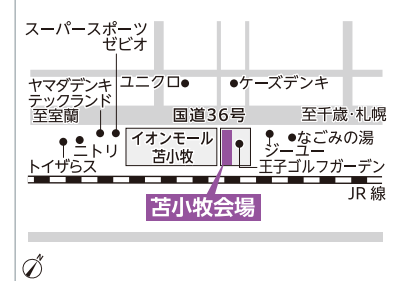 スーパースポーツ
ゼビオ
ヤマダデンキ
テックランド
ユニクロ
ケーズデンキ
至室蘭
国道36号
至千歳・札幌
ニトリ
イオンモール
苫小牧
ジーユー
なごみの湯
トイザらス
王子ゴルフガーデン
JR 線
苫小牧会場
N